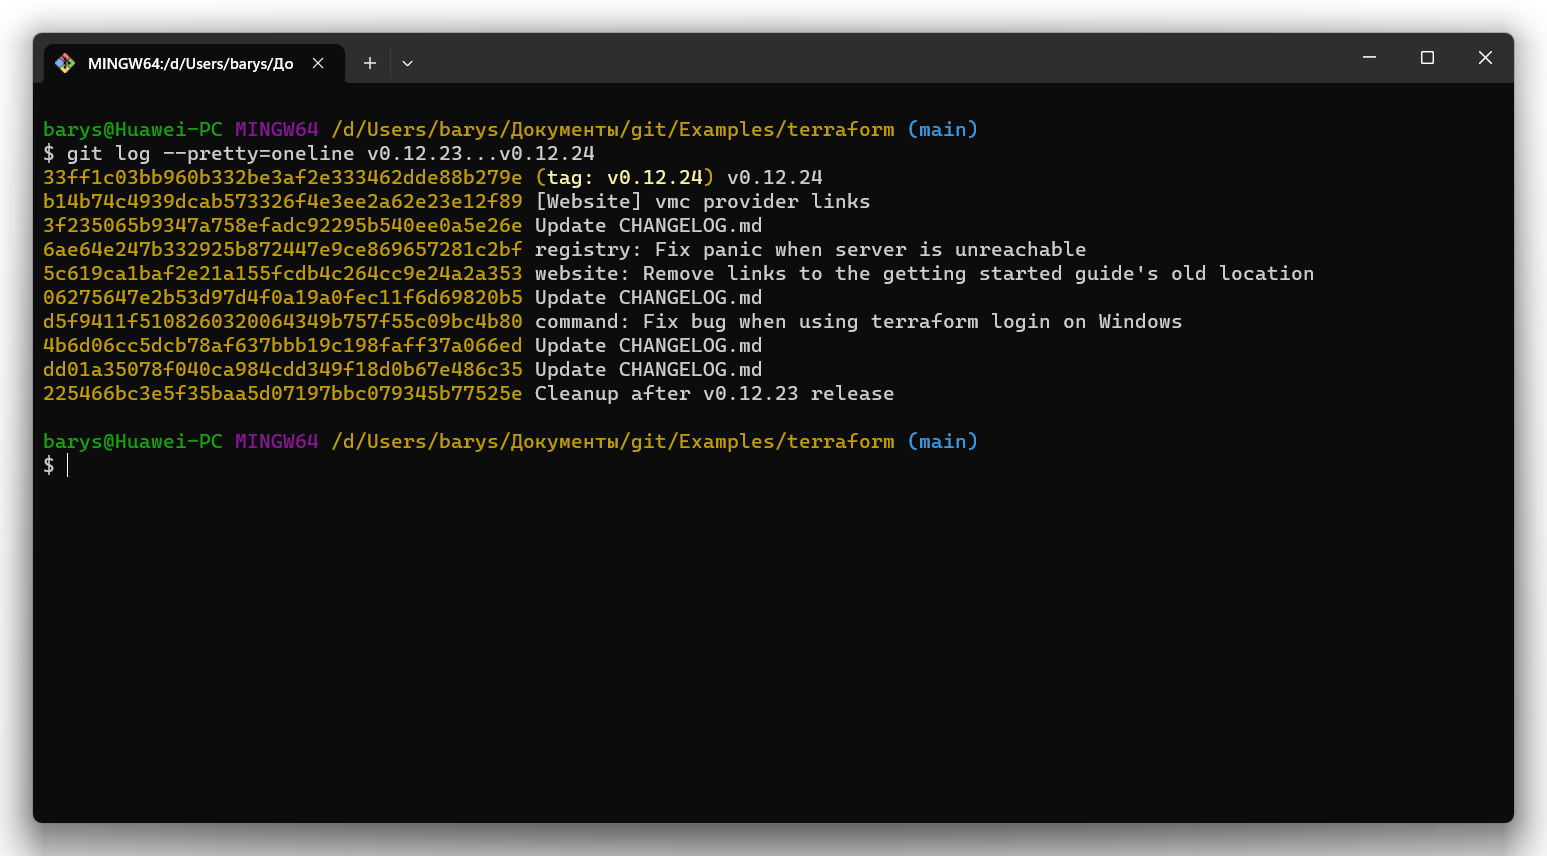 MINGW64:/d/Users/barys/До
barys@Huawei-PC MINGW64 /d/Users/barys/Документы/git/Examples/terraform (main)
$ git log --pretty=oneline v0.12.23...v0.12.24
33ff1c03bb960b332be3af2e333462dde88b279e (tag: v0.12.24) v0.12.24
b14b74c4939dcab573326f4e3ee2a62e23e12f89 [Website] vmc provider links
3f235065b9347a758efadc92295b540ee0a5e26e Update CHANGELOG.md
6ae64e247b332925b872447e9ce869657281c2bf registry: Fix panic when server is unreachable
5c619ca1baf2e21a155fcdb4c264cc9e24a2a353 website: Remove links to the getting started guide's old location
06275647e2b53d97d4f0a19a0fec11f6d69820b5 Update CHANGELOG.md
d5f9411f5108260320064349b757f55c09bc4b80 command: Fix bug when using terraform login on Windows
4b6d06cc5dcb78af637bbb19c198faff37a066ed Update CHANGELOG.md
dd01a35078f040ca984cdd349f18d0b67e486c35 Update CHANGELOG.md
225466bc3e5f35baa5d07197bbc079345b77525e Cleanup after v0.12.23 release
barys@Huawei-PC MINGW64 /d/Users/barys/Документы/git/Examples/terraform (main)
$